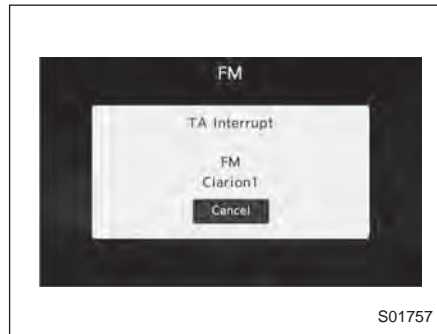 FM
TA Interrupt
FM
Clarion1
Cancel
S01757